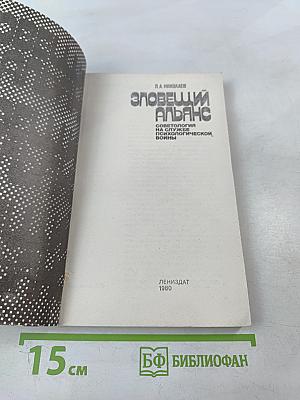 Л.А. НИКОЛАЕВ
ЗЛОВЕЩИЙ
АЛЬЯНС
СОВЕТОЛОГИЯ
НА СЛУЖБЕ
ПСИХОЛОГИЧЕСКОЙ
ВОЙНЫ
ЛЕНИЗДАТ
1980
15 см
БФ БИБЛИОФАН